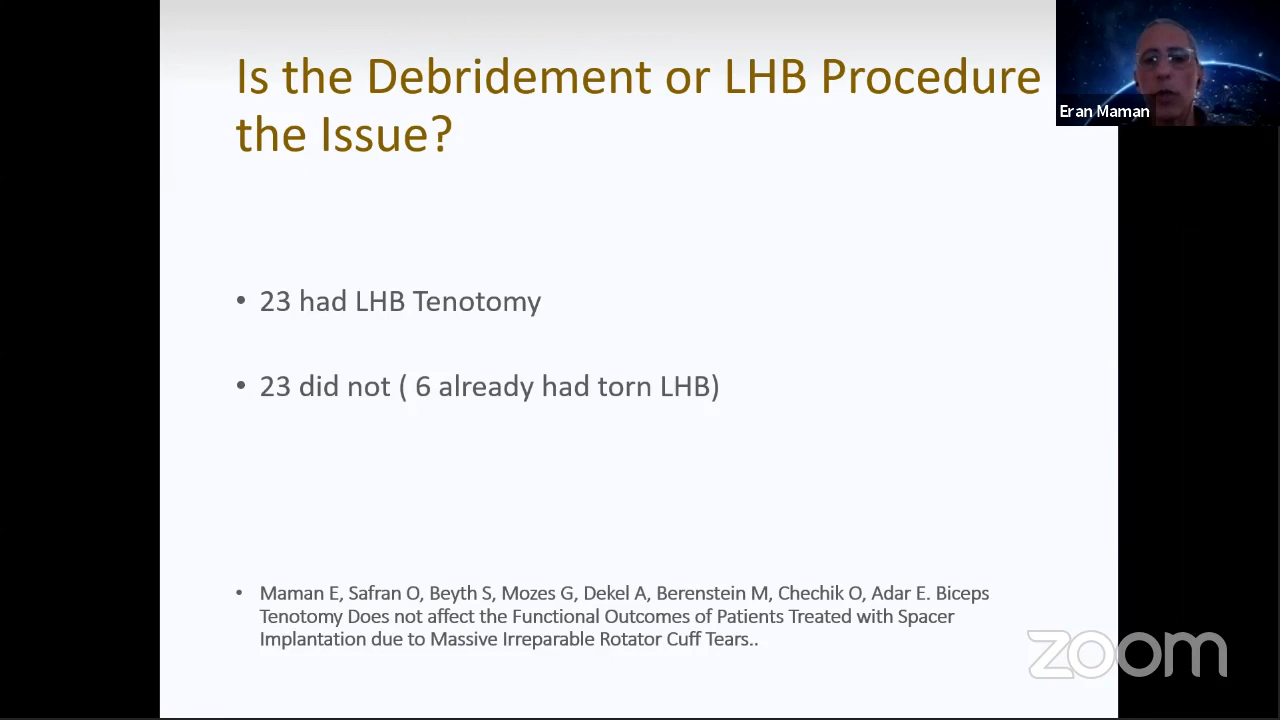 Is the Debridement or LHB Procedure
the Issue?
Eran Maman
• 23 had LHB Tenotomy
• 23 did not ( 6 already had torn LHB)
• Maman E, Safran O, Beyth S, Mozes G, Dekel A, Berenstein M, Chechik O, Adar E. Biceps
Tenotomy Does not affect the Functional Outcomes of Patients Treated with Spacer
Implantation due to Massive Irreparable Rotator Cuff Tears..
zoom